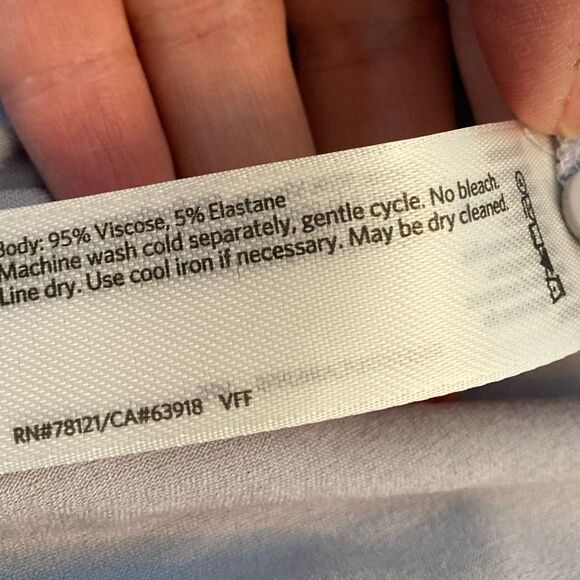 Body: 95% Viscose, 5% Elastane
Machine wash cold separately, gentle cycle. No bleach.
Line dry. Use cool iron if necessary. May be dry cleaned.
RN#78121/CA#63918 VFF